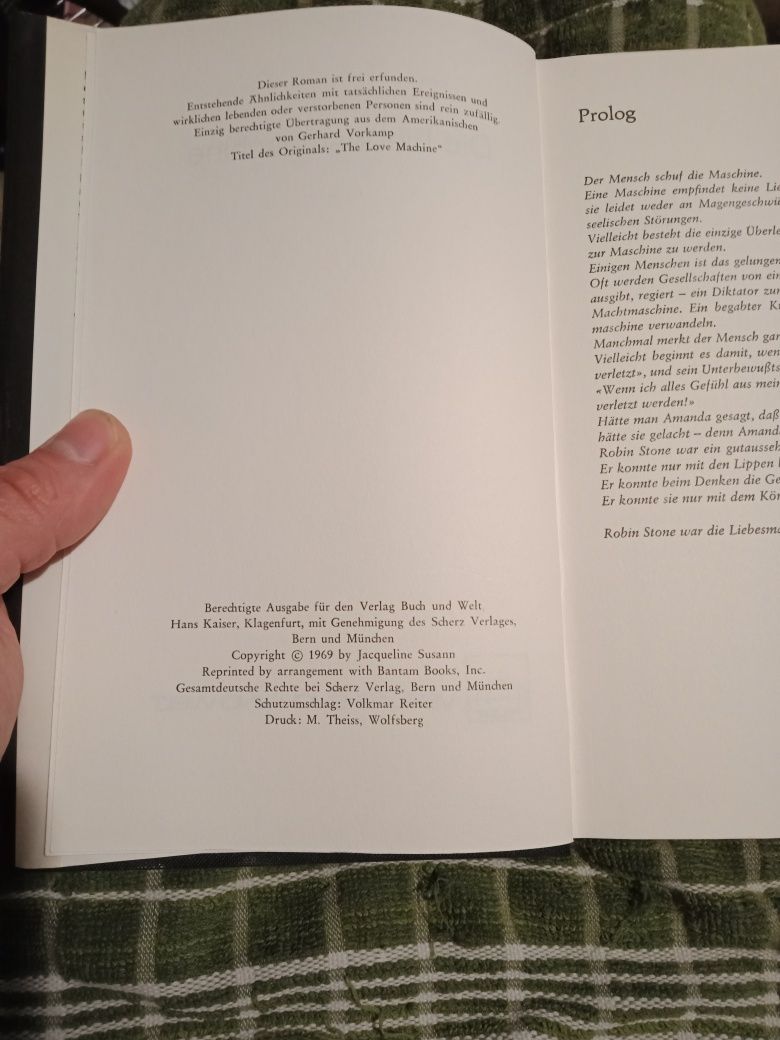 Dieser Roman ist frei erfunden.
Entstehende Ähnlichkeiten mit tatsächlichen Ereignissen und
wirklichen lebenden oder verstorbenen Personen sind rein zufällig.
Einzig berechtigte Übertragung aus dem Amerikanischen
von Gerhard Vorkamp
Titel des Originals: „The Love Machine“
Berechtigte Ausgabe für den Verlag Buch und Welt,
Hans Kaiser, Klagenfurt, mit Genehmigung des Scherz Verlages,
Bern und München
Copyright © 1969 by Jacqueline Susann
Reprinted by arrangement with Bantam Books, Inc.
Gesamtdeutsche Rechte bei Scherz Verlag, Bern und München
Schutzumschlag: Volkmar Reiter
Druck: M. Theiss, Wolfsberg
Prolog
Der Mensch schuf die Maschine.
Eine Maschine empfindet keine
sie leidet weder an
seelischen Störungen.
Vielleicht besteht die einzige
zur Maschine zu werden.
Einigen Menschen ist das
Oft werden Gesellschaften von
ausgibt, regiert – ein Diktator
Machtmaschine. Ein begabter
maschine verwandeln.
Manchmal merkt der Mensch
Vielleicht beginnt es damit,
verletzt», und sein
«Wenn ich alles Gefühl aus
verletzt werden!»
Hätte man Amanda gesagt, daß
hätte sie gelacht – denn
Robin Stone war ein
Er konnte nur mit den Lippen
Er konnte beim Denken die
Er konnte sie nur mit dem
Robin Stone war die